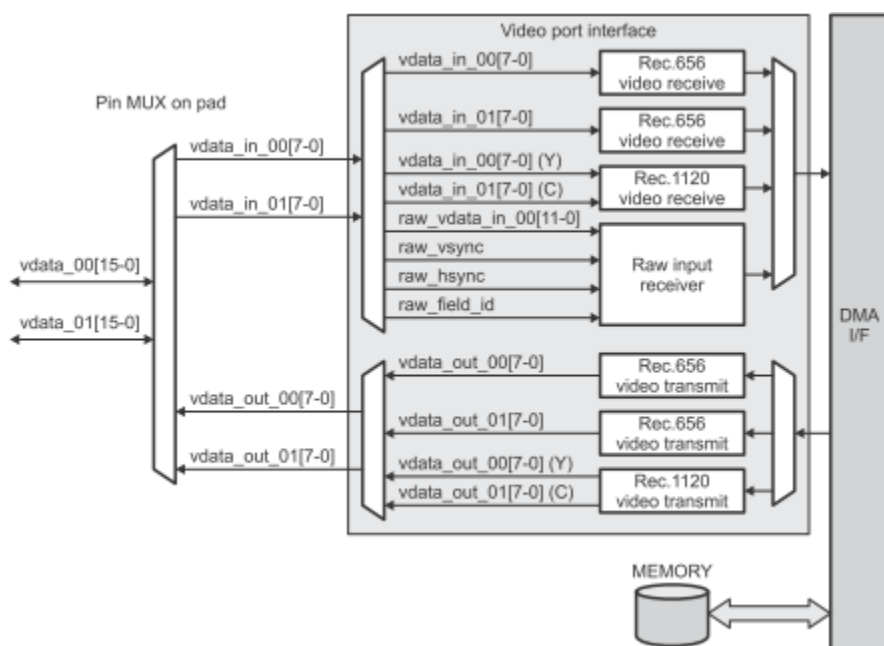 Video port interface
Pin MUX on pad
vdata_in_00[7-0]
Rec.656
video receive
vdata_in_01[7-0]
Rec.656
video receive
vdata_in_00[7-0]
vdata_in_00[7-0] (Y)
vdata_in_01[7-0] (C)
Rec.1120
video receive
vdata_in_01[7-0]
raw_vdata_in_00[11-0]
raw_vsync
raw_hsync
raw_field_id
Raw input
receiver
vdata_00[15-0]
vdata_01[15-0]
DMA
I/F
vdata_out_00[7-0]
Rec.656
video transmit
vdata_out_00[7-0]
vdata_out_01[7-0]
Rec.656
video transmit
vdata_out_01[7-0]
vdata_out_00[7-0] (Y)
vdata_out_01[7-0] (C)
Rec.1120
video transmit
MEMORY